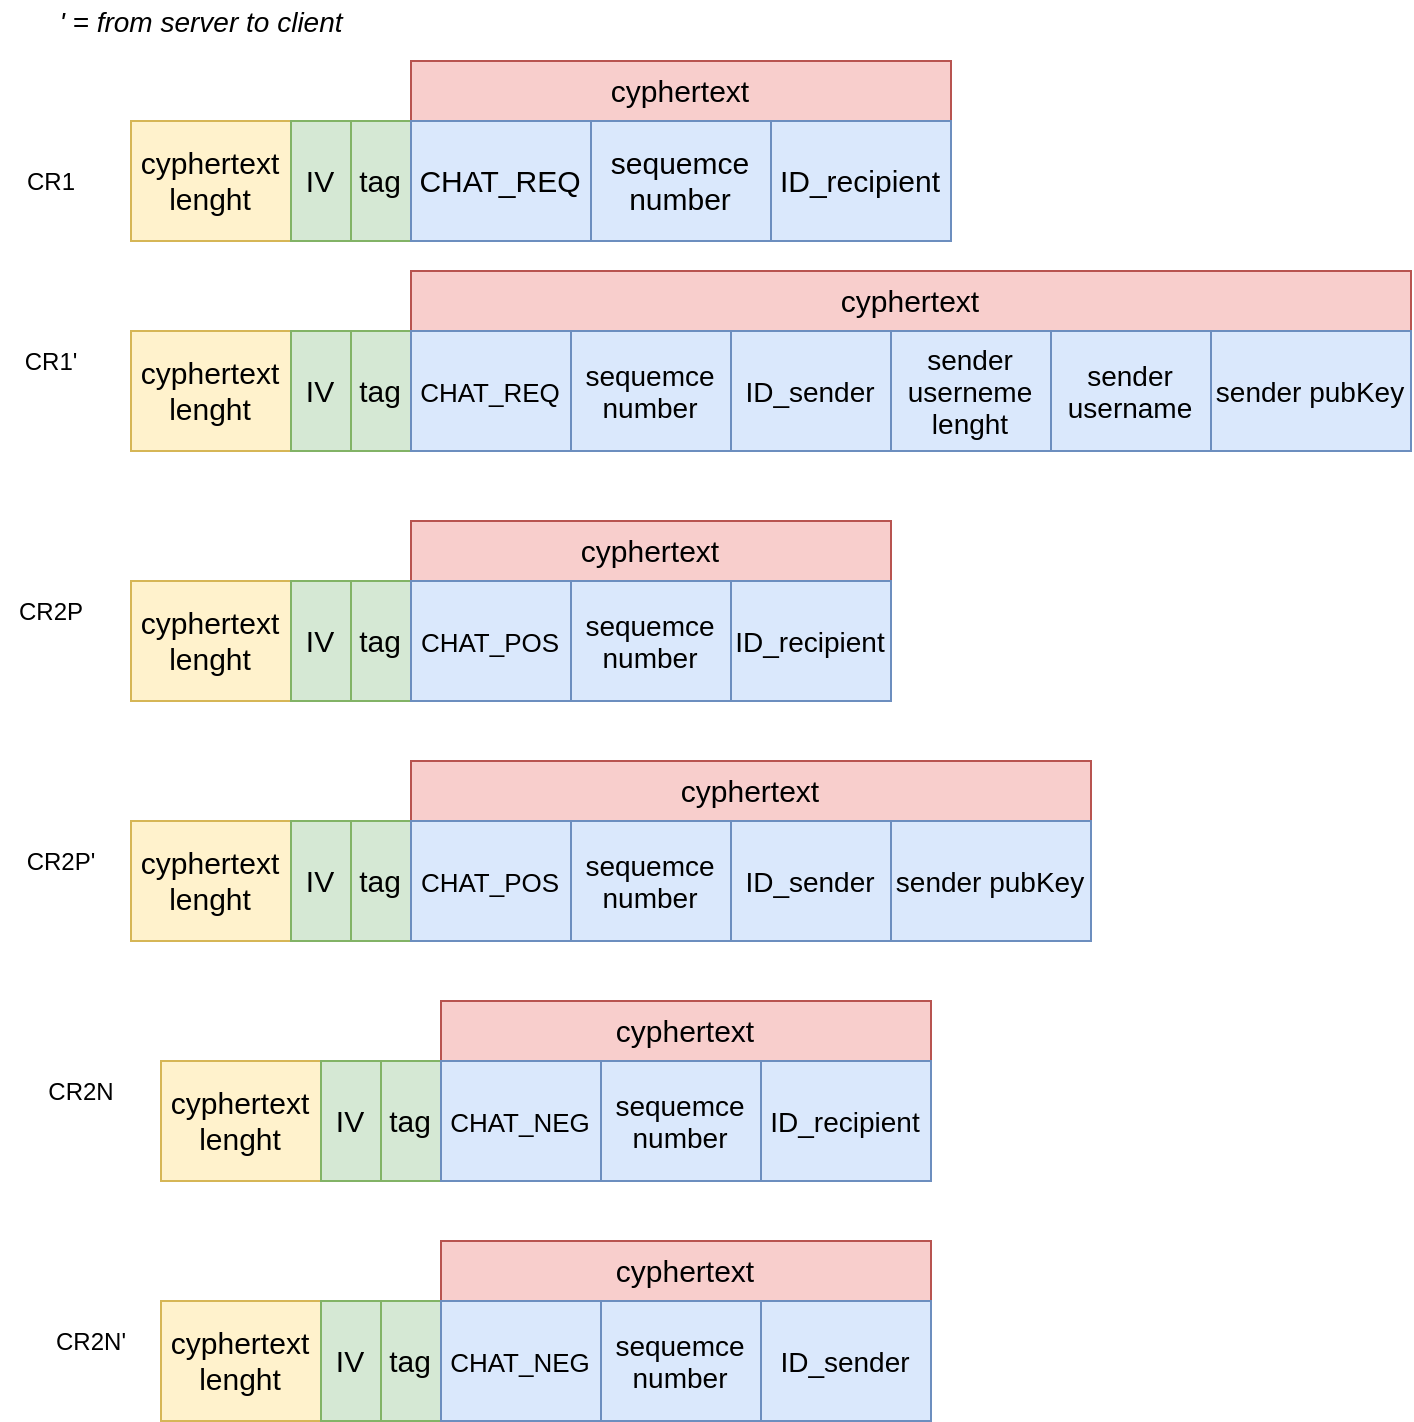 ' = from server to client
cyphertext
CR1
cyphertext
lenght
IV
tag
CHAT_REQ
sequemce
number
ID_recipient
cyphertext
CR1'
cyphertext
lenght
IV
tag
CHAT_REQ
sequemce
number
ID_sender
sender
userneme
lenght
sender
username
sender pubKey
cyphertext
CR2P
cyphertext
lenght
IV
tag
CHAT_POS
sequemce
number
ID_recipient
cyphertext
CR2P'
cyphertext
lenght
IV
tag
CHAT_POS
sequemce
number
ID_sender
sender pubKey
cyphertext
CR2N
cyphertext
lenght
IV
tag
CHAT_NEG
sequemce
number
ID_recipient
cyphertext
CR2N'
cyphertext
lenght
IV
tag
CHAT_NEG
sequemce
number
ID_sender